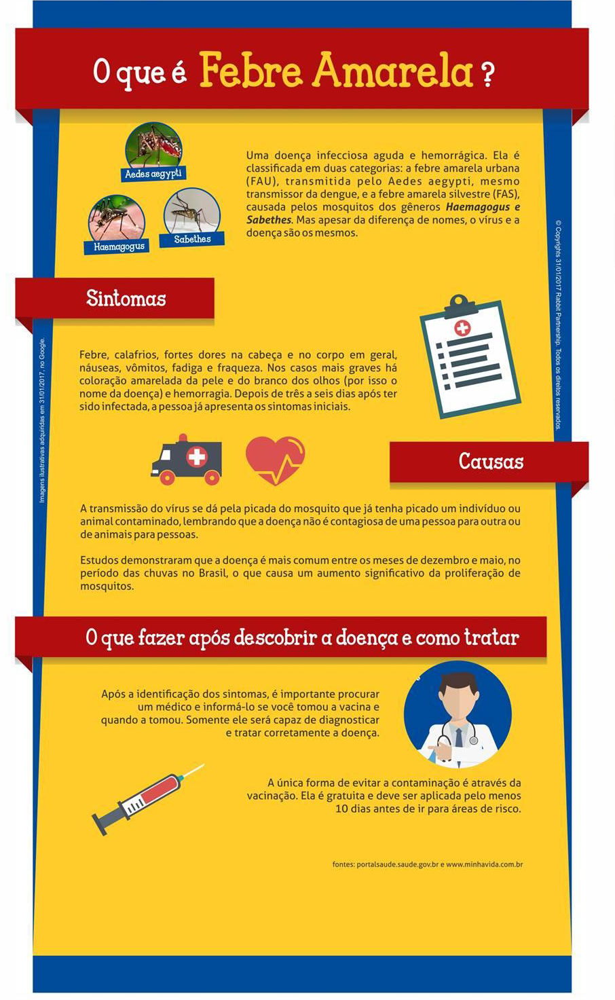 O que é Febre Amarela ?
Aedes aegypti
Haemagogus
Sabethes
Uma doença infecciosa aguda e hemorrágica. Ela é
classificada em duas categorias: a febre amarela urbana
(FAU), transmitida pelo Aedes aegypti, mesmo
transmissor da dengue, e a febre amarela silvestre (FAS),
causada pelos mosquitos dos gêneros Haemagogus e
Sabethes. Mas apesar da diferença de nomes, o vírus e a
doença são os mesmos.
Sintomas
Febre, calafrios, fortes dores na cabeça e no corpo em geral,
náuseas, vômitos, fadiga e fraqueza. Nos casos mais graves há
coloração amarelada da pele e do branco dos olhos (por isso o
nome da doença) e hemorragia. Depois de três a seis dias após ter
sido infectada, a pessoa já apresenta os sintomas iniciais.
Causas
A transmissão do vírus se dá pela picada do mosquito que já tenha picado um indivíduo ou
animal contaminado, lembrando que a doença não é contagiosa de uma pessoa para outra ou
de animais para pessoas.
Estudos demonstraram que a doença é mais comum entre os meses de dezembro e maio, no
período das chuvas no Brasil, o que causa um aumento significativo da proliferação de
mosquitos.
O que fazer após descobrir a doença e como tratar
Após a identificação dos sintomas, é importante procurar
um médico e informá-lo se você tomou a vacina e
quando a tomou. Somente ele será capaz de diagnosticar
e tratar corretamente a doença.
A única forma de evitar a contaminação é através da
vacinação. Ela é gratuita e deve ser aplicada pelo menos
10 dias antes de ir para áreas de risco.
fontes: portalsaude.saude.gov.br e www.minhavida.com.br
Imagens ilustrativas adquiridas em 31/01/2017, no Google.
© Copyrights 31/01/2017 Rabbit Partnership. Todos os direitos reservados.